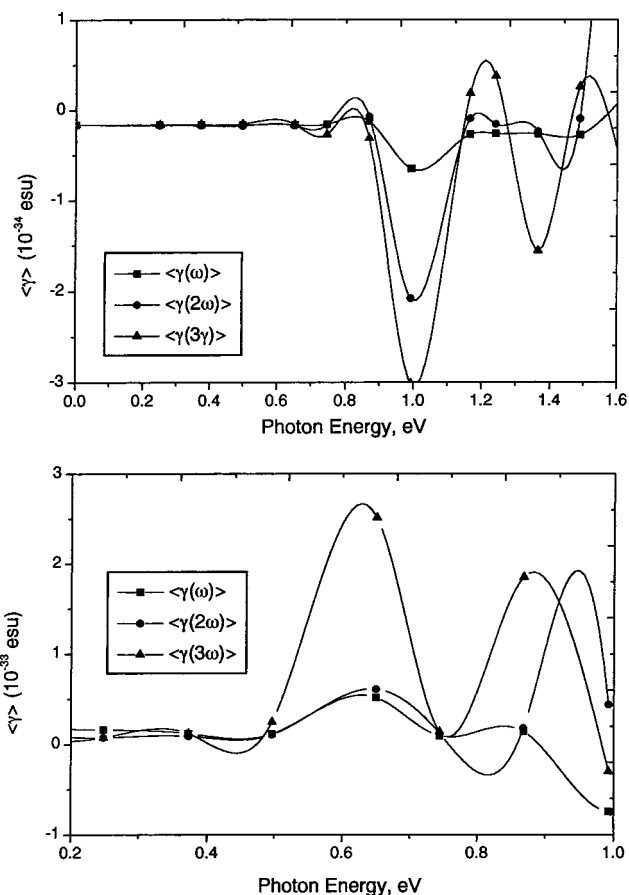 1
0
-1
-2
-3
<γ> (10⁻³⁴ esu)
<γ(ω)>
<γ(2ω)>
<γ(3γ)>
0.0 0.2 0.4 0.6 0.8 1.0 1.2 1.4 1.6
Photon Energy, eV
3
2
1
0
-1
<γ> (10⁻³³ esu)
<γ(ω)>
<γ(2ω)>
<γ(3ω)>
0.2 0.4 0.6 0.8 1.0
Photon Energy, eV